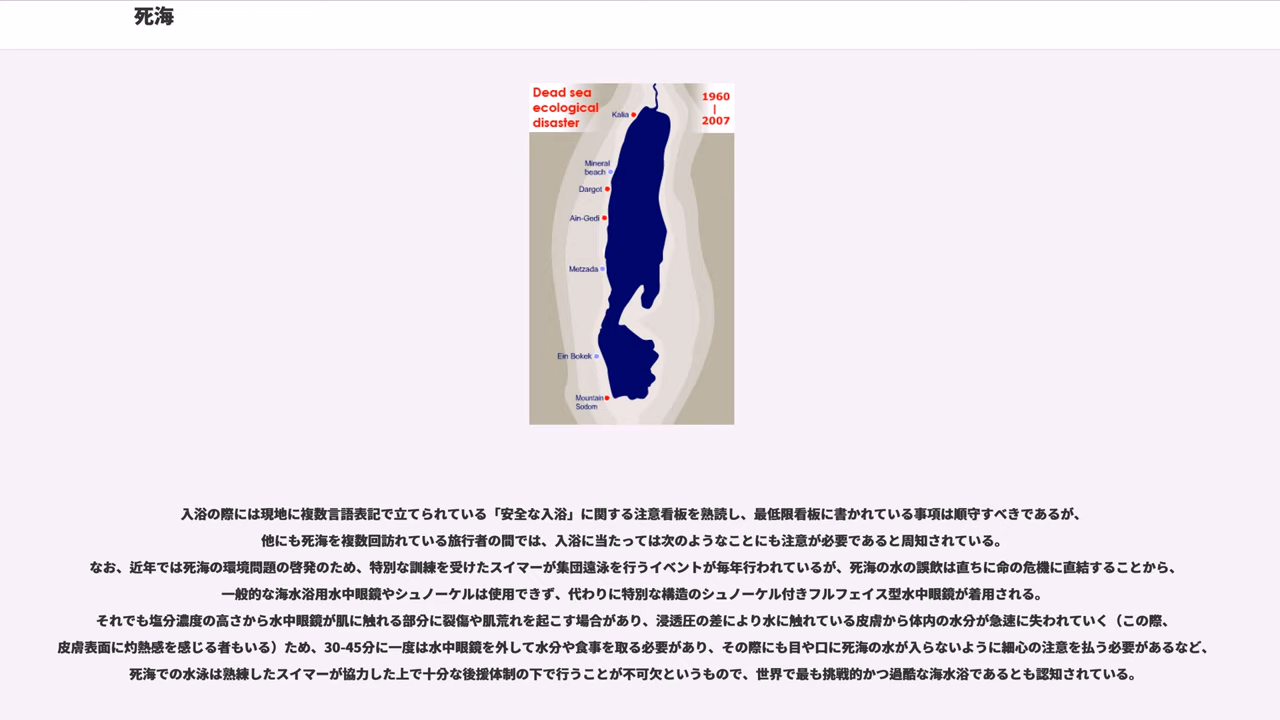 死海
Dead sea
ecological
disaster
1960
|
2007
Kalia
Mineral
beach
Dargot
Ain-Gedi
Metzada
Ein Bokek
Mountain
Sodom
入浴の際には現地に複数言語表記で立てられている「安全な入浴」に関する注意看板を熟読し、最低限看板に書かれている事項は順守すべきであるが、
他にも死海を複数回訪れている旅行者の間では、入浴に当たっては次のようなことにも注意が必要であると周知されている。
なお、近年では死海の環境問題の啓発のため、特別な訓練を受けたスイマーが集団遠泳を行うイベントが毎年行われているが、死海の水の誤飲は直ちに命の危機に直結することから、
一般的な海水浴用水中眼鏡やシュノーケルは使用できず、代わりに特別な構造のシュノーケル付きフルフェイス型水中眼鏡が着用される。
それでも塩分濃度の高さから水中眼鏡が肌に触れる部分に裂傷や肌荒れを起こす場合があり、浸透圧の差により水に触れている皮膚から体内の水分が急速に失われていく（この際、
皮膚表面に灼熱感を感じる者もいる）ため、30-45分に一度は水中眼鏡を外して水分や食事を取る必要があり、その際にも目や口に死海の水が入らないように細心の注意を払う必要があるなど、
死海での水泳は熟練したスイマーが協力した上で十分な後援体制の下で行うことが不可欠というもので、世界で最も挑戦的かつ過酷な海水浴であるとも認知されている。